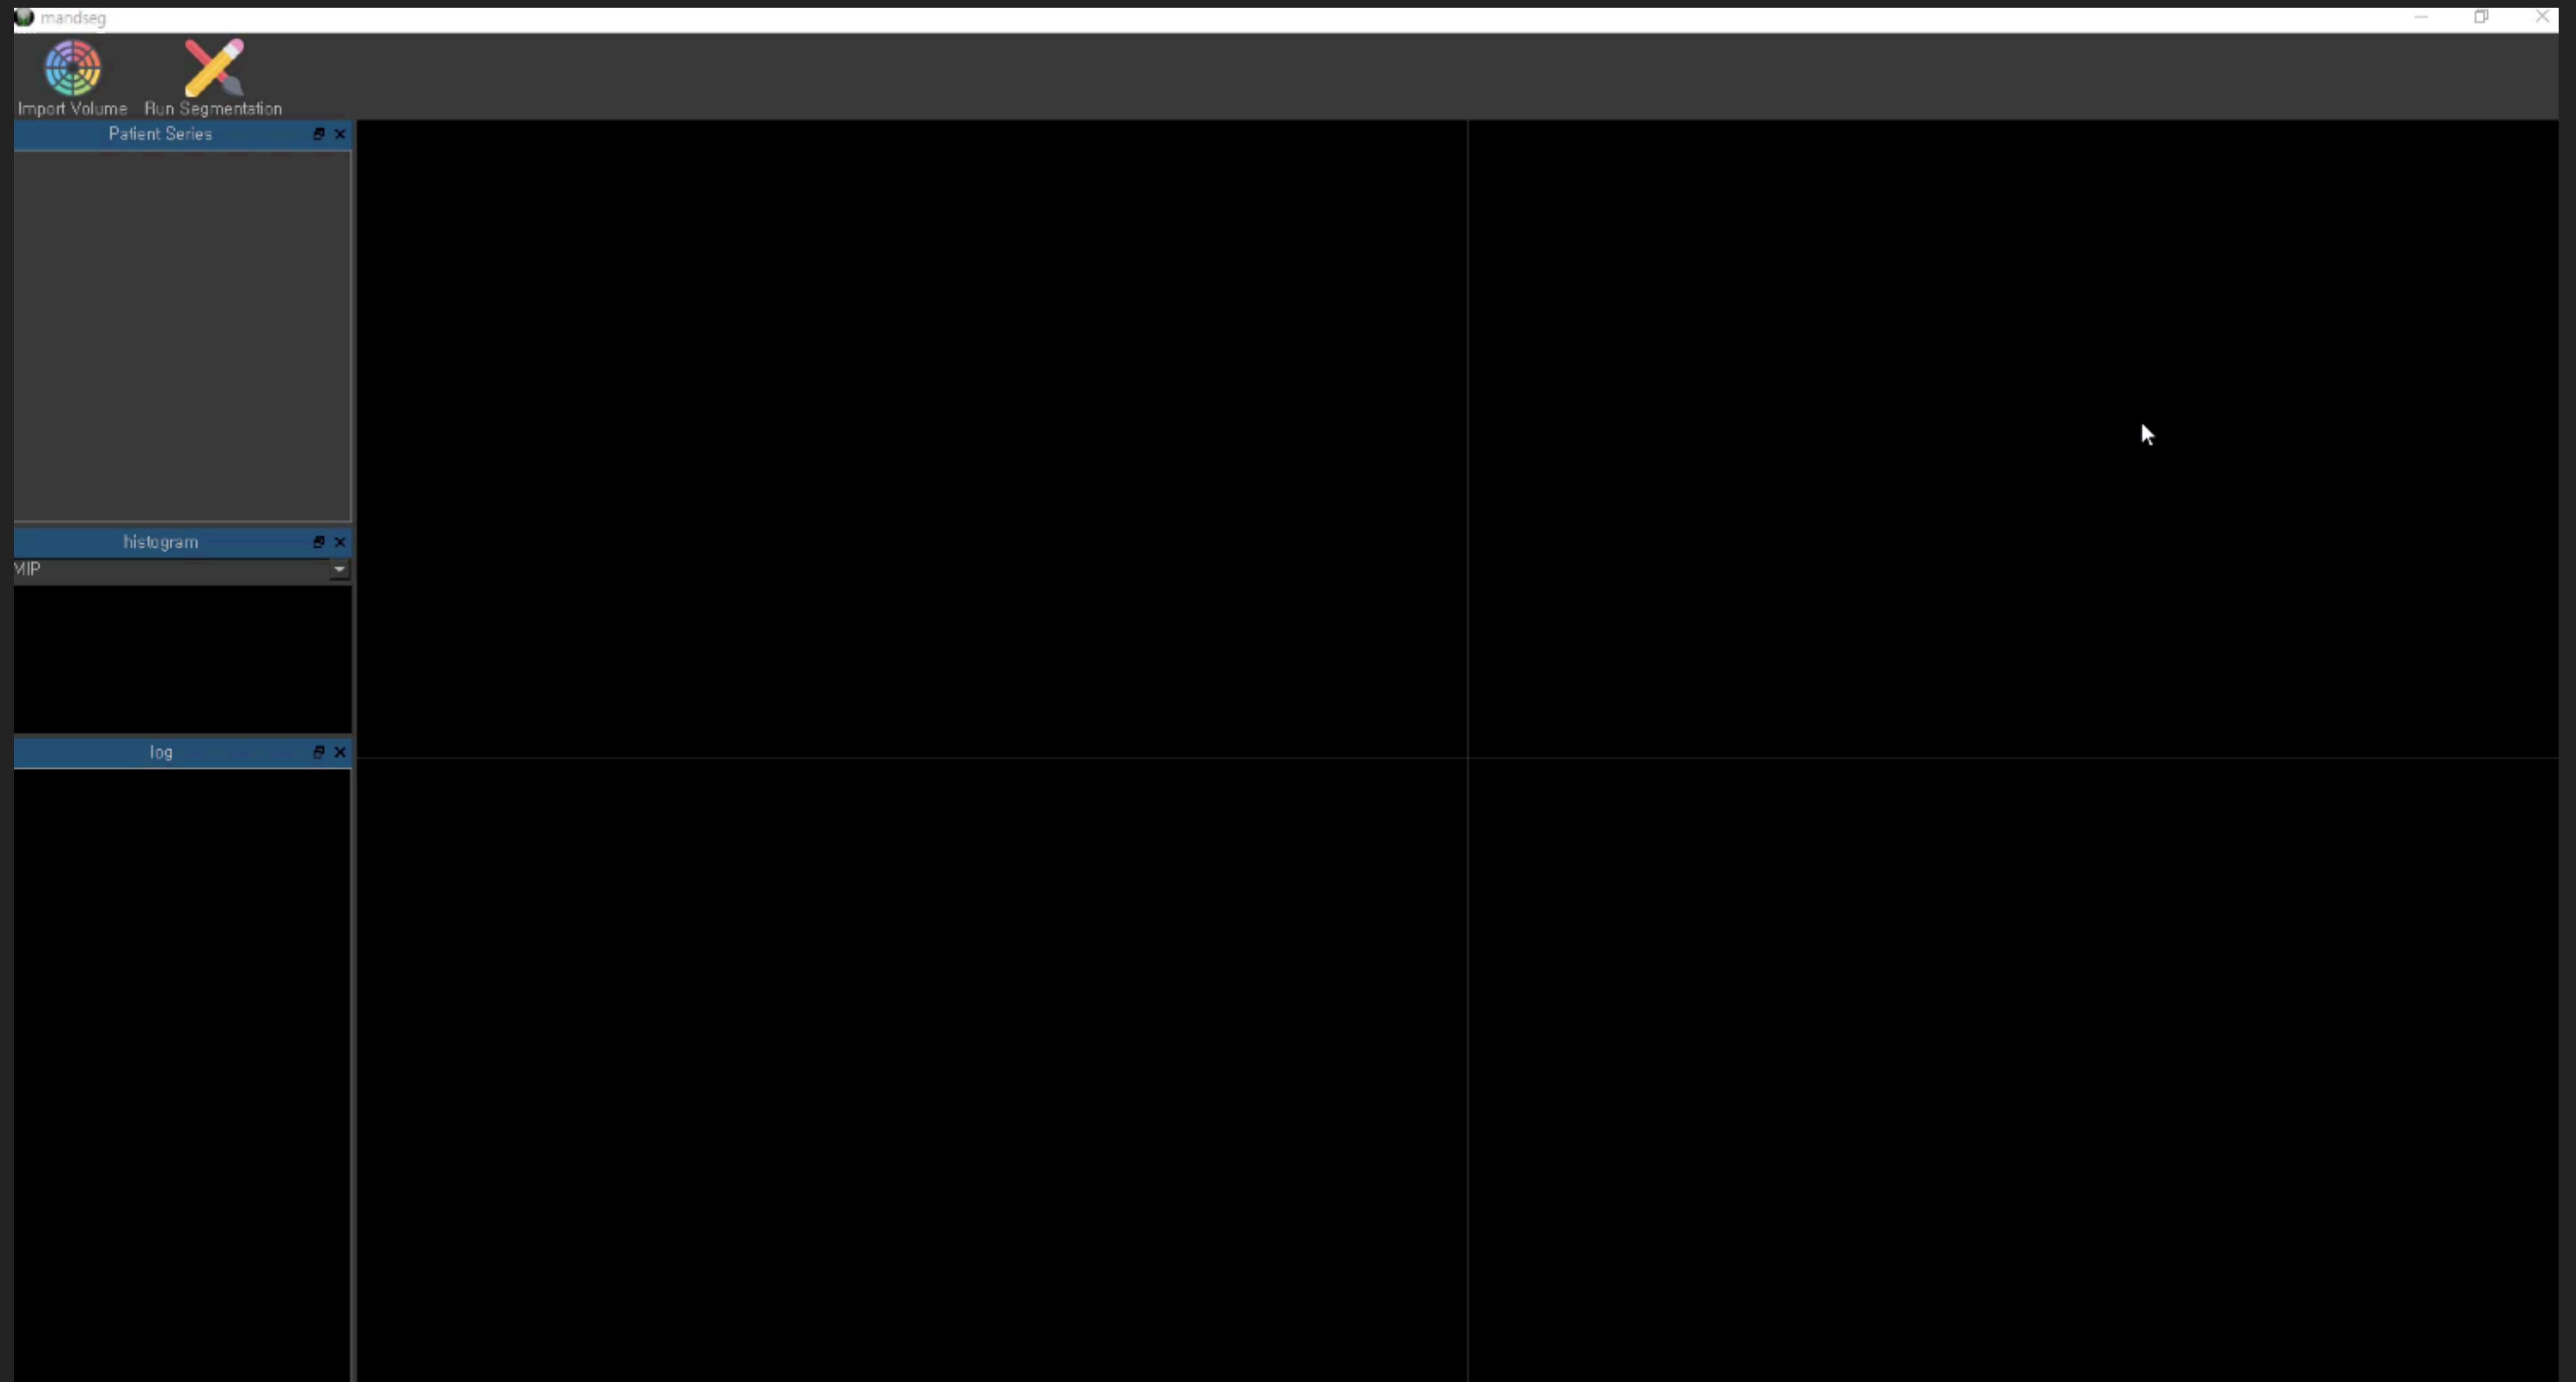 mandseg
Import Volume
Run Segmentation
Patient Series
histogram
MIP
log